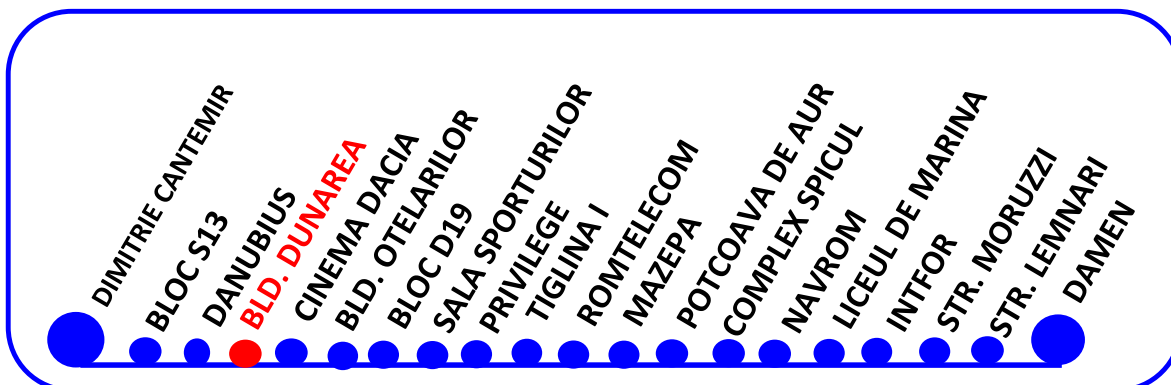 DIMITRIE CANTEMIR
BLOC S13
DANUBIUS
BLD. DUNAREA
CINEMA DACIA
BLD. OTELARILOR
BLOC D19
SALA SPORTURILOR
PRIVILEGE
TIGLINA I
ROMTELECOM
MAZEPA
POTCOAVA DE AUR
COMPLEX SPICUL
NAVROM
LICEUL DE MARINA
INTFOR
STR. MORUZZI
STR. LEMNARI
DAMEN